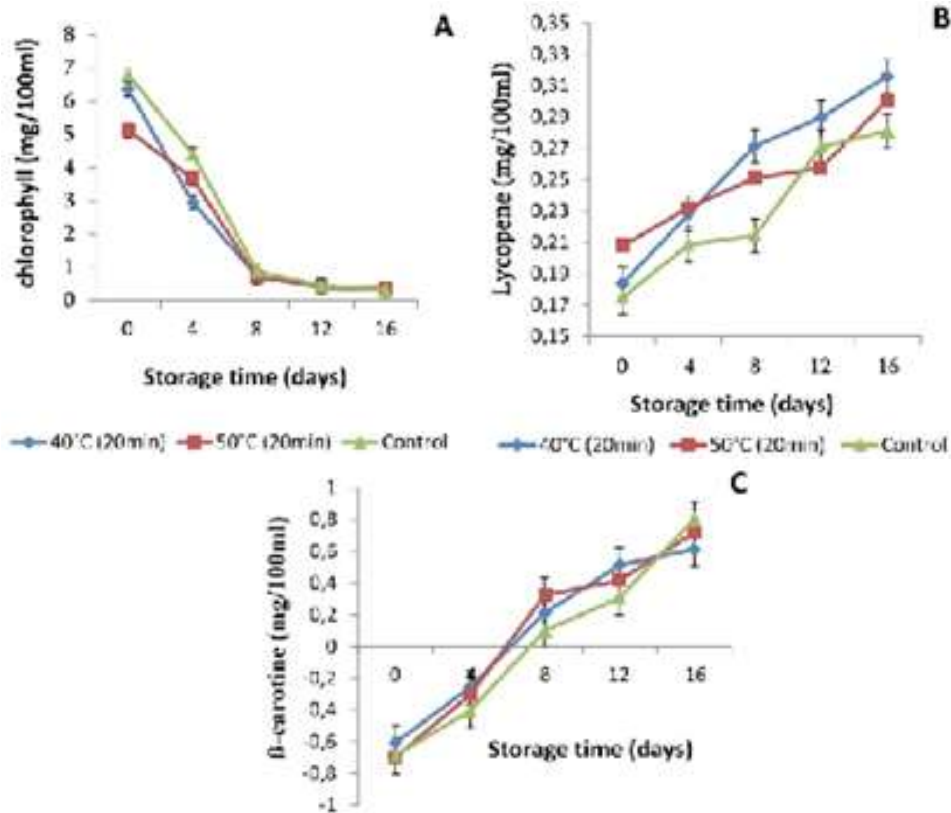 A
chlorophyll (mg/100ml)
8
7
6
5
4
3
2
1
0
0 4 8 12 16
Storage time (days)
40°C (20min) 50°C (20min) Control
B
Lycopene (mg/100ml)
0,35
0,33
0,31
0,29
0,27
0,25
0,23
0,21
0,19
0,17
0,15
0 4 8 12 16
Storage time (days)
40°C (20min) 50°C (20min) Control
C
β-carotine (mg/100ml)
1
0,8
0,6
0,4
0,2
0
-0,2
-0,4
-0,6
-0,8
-1
0 4 8 12 16
Storage time (days)